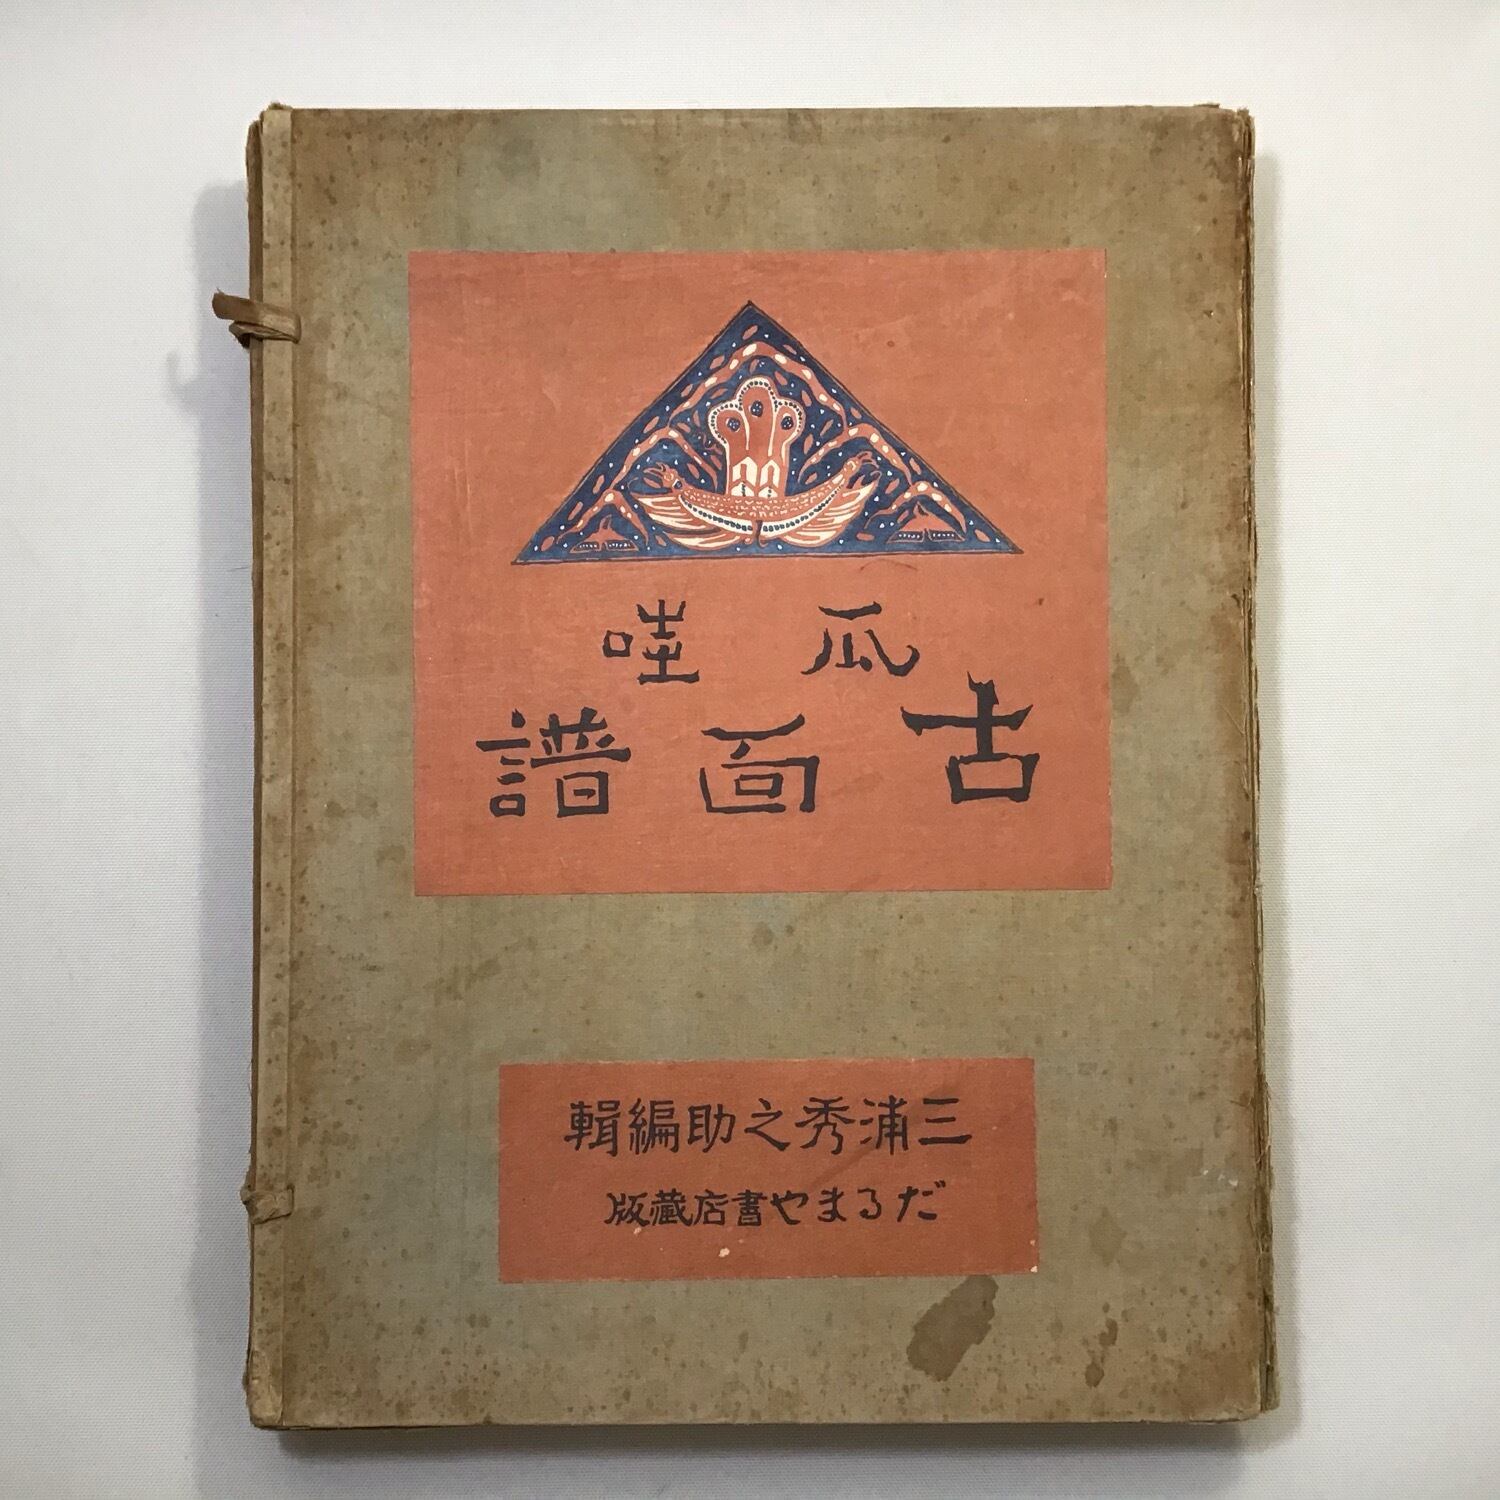 瓜哇
古面譜
三浦秀之助編輯
だるまや書店藏版